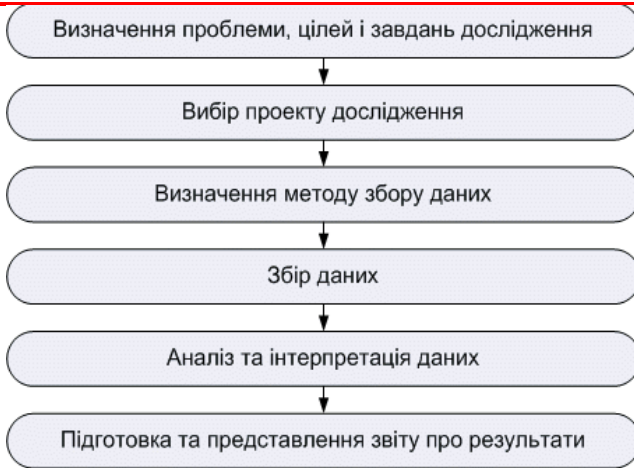 Визначення проблеми, цілей і завдань дослідження
Вибір проекту дослідження
Визначення методу збору даних
Збір даних
Аналіз та інтерпретація даних
Підготовка та представлення звіту про результати